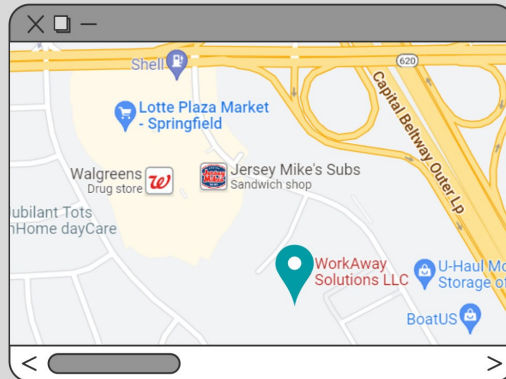 Shell
620
Lotte Plaza Market
- Springfield
Capital Beltway Outer Lp
Walgreens
Drug store
Jersey Mike's Subs
Sandwich shop
ubilant Tots
nHome dayCare
WorkAway
Solutions LLC
U-Haul Mo
Storage of
BoatUS